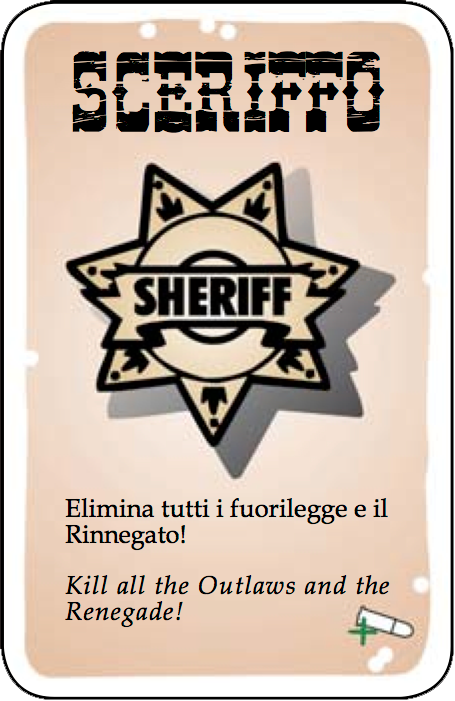 SCERIFFO
SHERIFF
Elimina tutti i fuorilegge e il
Rinnegato!
Kill all the Outlaws and the
Renegade!